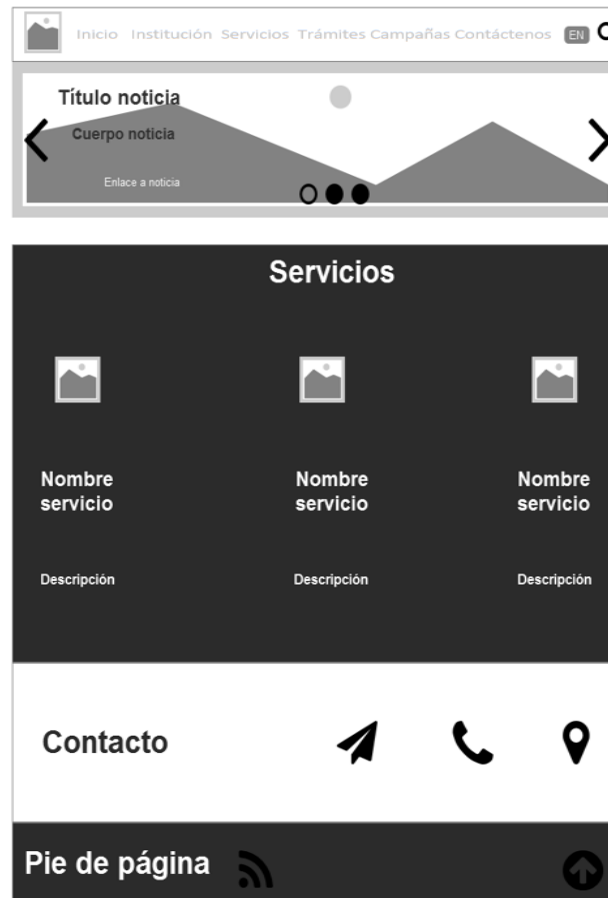 Inicio Institución Servicios Trámites Campañas Contáctenos EN
Título noticia
Cuerpo noticia
Enlace a noticia
Servicios
Nombre servicio
Nombre servicio
Nombre servicio
Descripción
Descripción
Descripción
Contacto
Pie de página